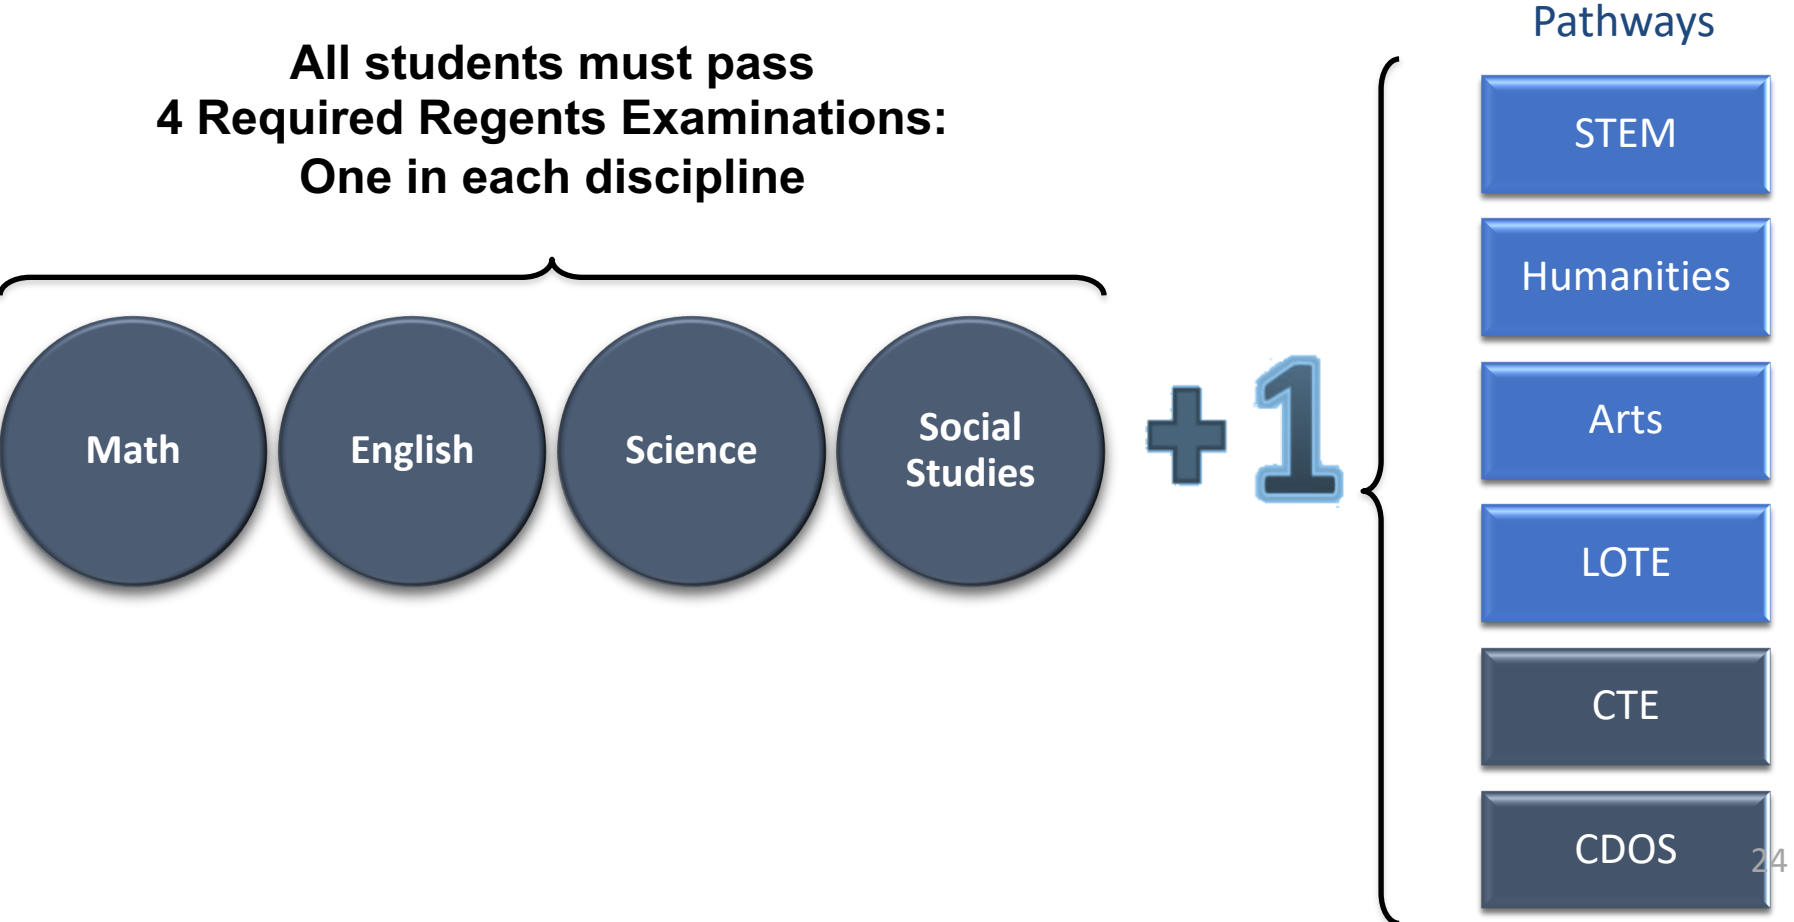 All students must pass
4 Required Regents Examinations:
One in each discipline
Math
English
Science
Social
Studies
+1
Pathways
STEM
Humanities
Arts
LOTE
CTE
CDOS
24